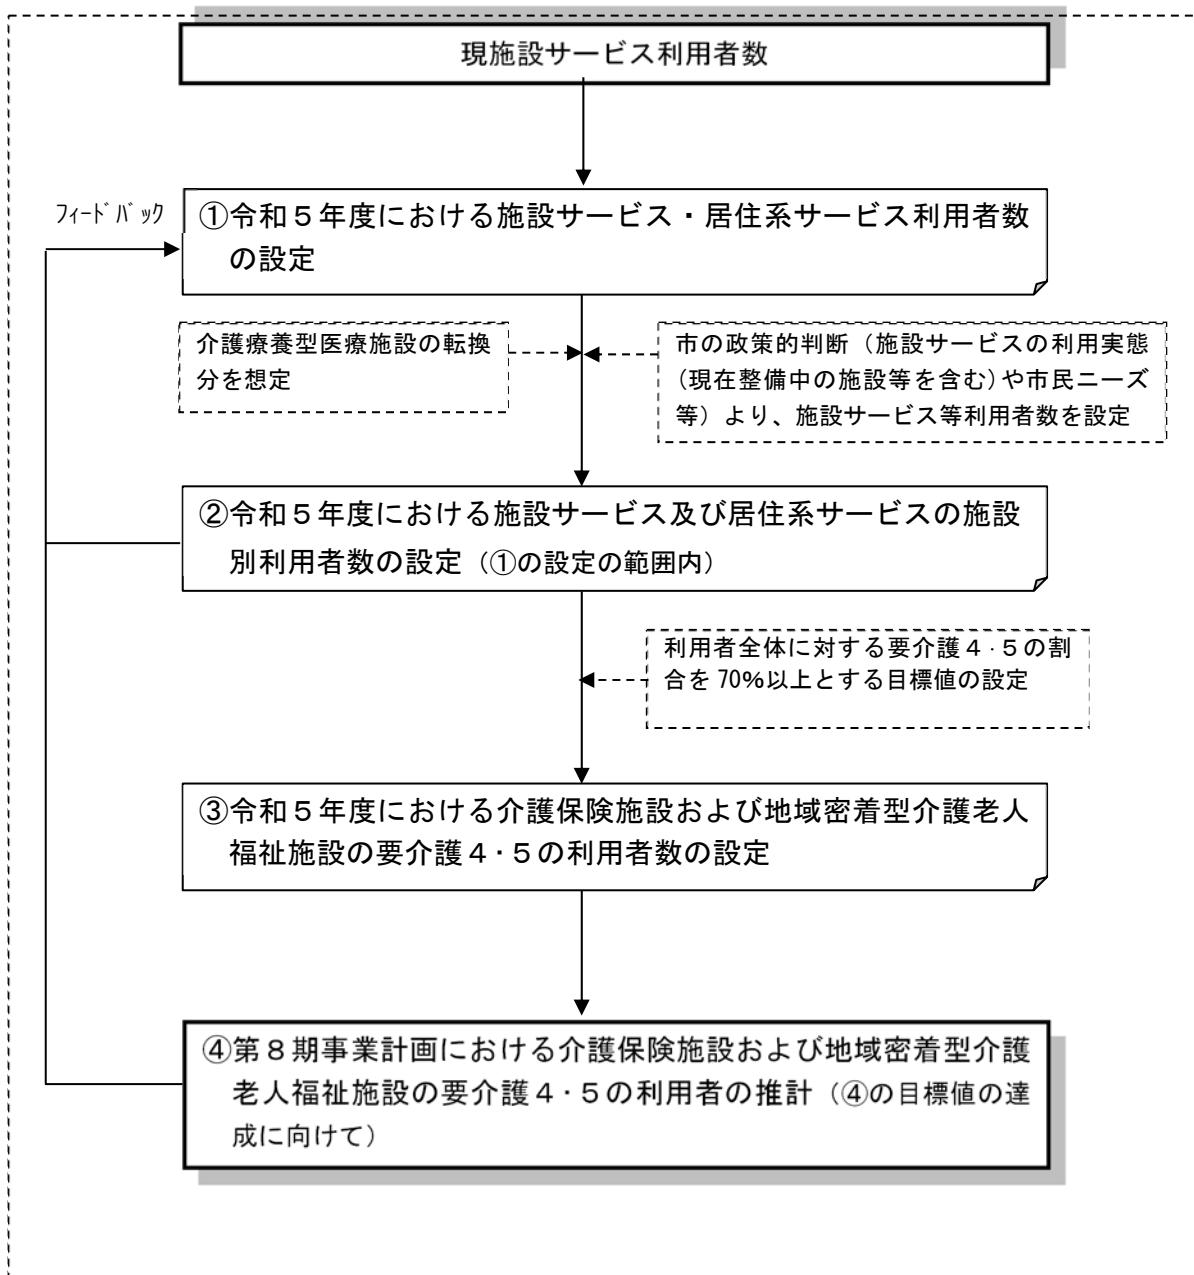 現施設サービス利用者数
フィードバック
①令和５年度における施設サービス・居住系サービス利用者数
の設定
介護療養型医療施設の転換
分を想定
市の政策的判断（施設サービスの利用実態
(現在整備中の施設等を含む)や市民ニーズ
等）より、施設サービス等利用者数を設定
②令和５年度における施設サービス及び居住系サービスの施設
別利用者数の設定（①の設定の範囲内）
利用者全体に対する要介護４･５の割
合を 70%以上とする目標値の設定
③令和５年度における介護保険施設および地域密着型介護老人
福祉施設の要介護４･５の利用者数の設定
④第８期事業計画における介護保険施設および地域密着型介護
老人福祉施設の要介護４･５の利用者の推計（④の目標値の達
成に向けて）